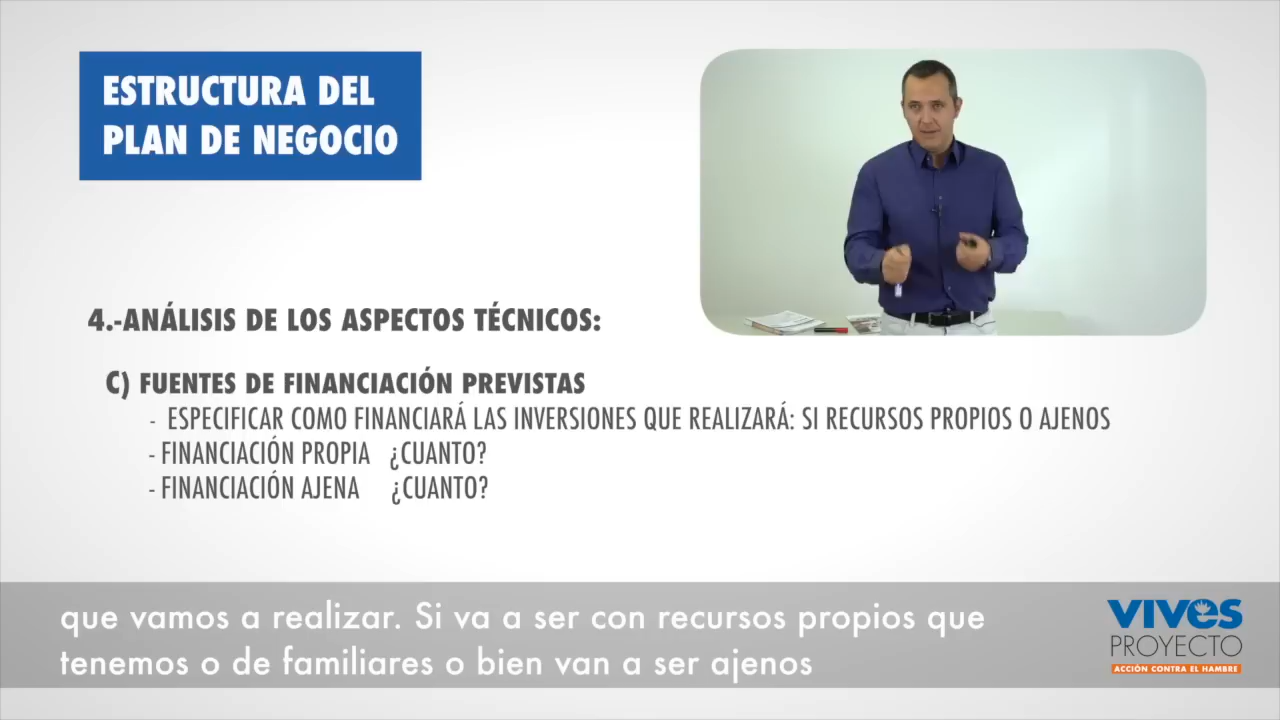 ESTRUCTURA DEL
PLAN DE NEGOCIO
4.-ANÁLISIS DE LOS ASPECTOS TÉCNICOS:
C) FUENTES DE FINANCIACIÓN PREVISTAS
- ESPECIFICAR COMO FINANCIARÁ LAS INVERSIONES QUE REALIZARÁ: SI RECURSOS PROPIOS O AJENOS
- FINANCIACIÓN PROPIA ¿CUANTO?
- FINANCIACIÓN AJENA ¿CUANTO?
que vamos a realizar. Si va a ser con recursos propios que
tenemos o de familiares o bien van a ser ajenos
VIVES
PROYECTO
ACCIÓN CONTRA EL HAMBRE